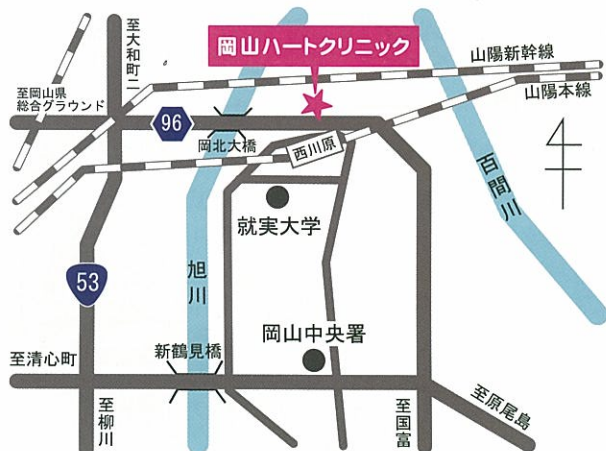 至大和町二
岡山ハートクリニック
山陽新幹線
山陽本線
至岡山県
総合グラウンド
96
岡北大橋
西川原
百間川
就実大学
旭川
53
岡山中央署
新鶴見橋
至清心町
至柳川
至国富
至原尾島